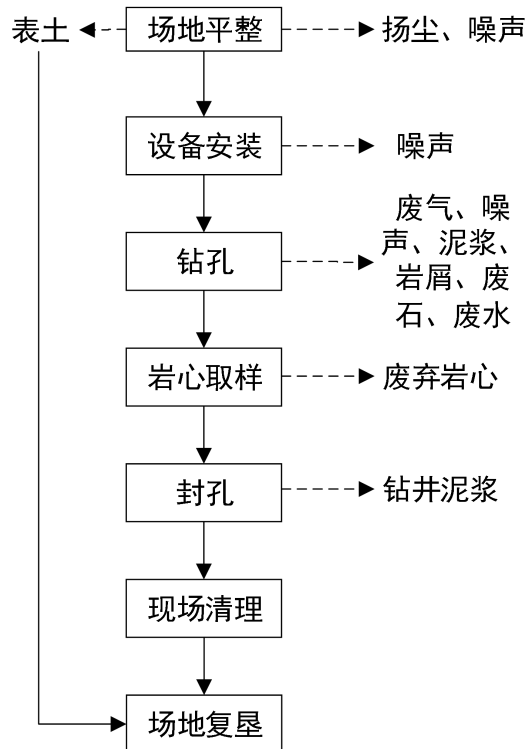 表土
场地平整
扬尘、噪声
设备安装
噪声
钻孔
废气、噪
声、泥浆、
岩屑、废
石、废水
岩心取样
废弃岩心
封孔
钻井泥浆
现场清理
场地复垦